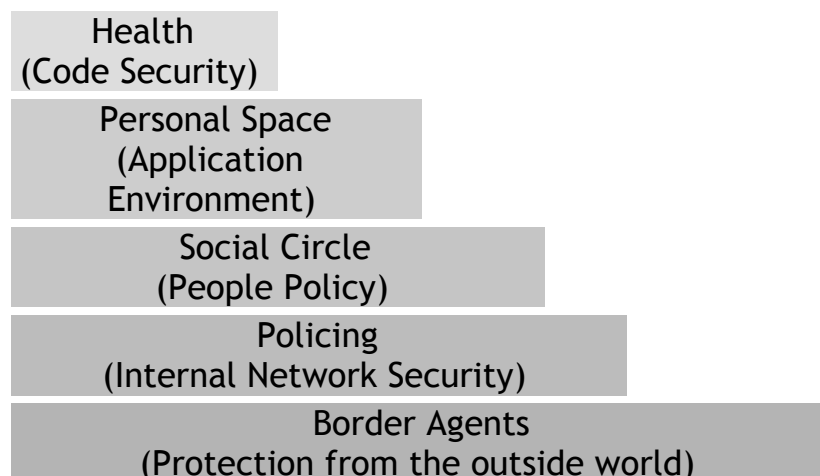 Health
(Code Security)
Personal Space
(Application
Environment)
Social Circle
(People Policy)
Policing
(Internal Network Security)
Border Agents
(Protection from the outside world)